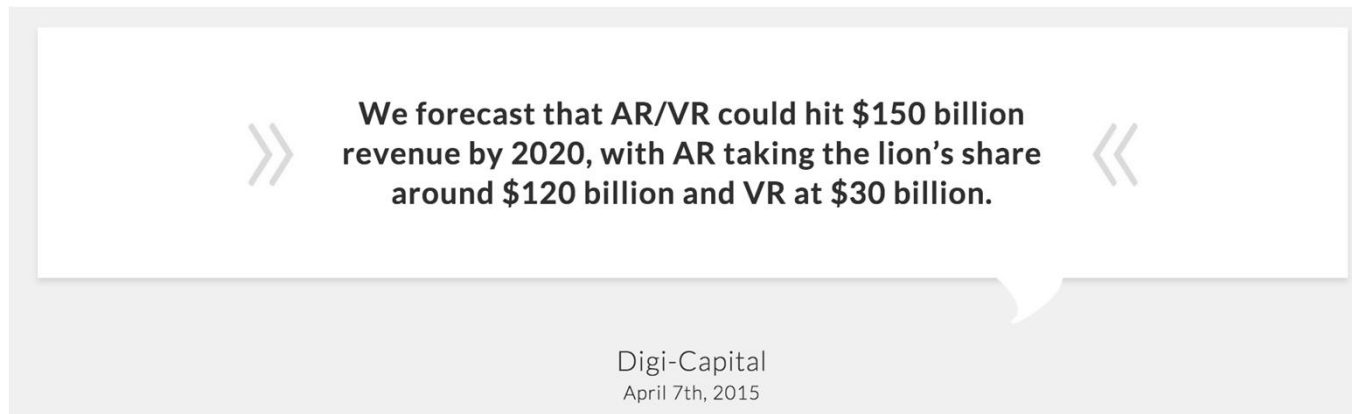 We forecast that AR/VR could hit $150 billion
revenue by 2020, with AR taking the lion’s share
around $120 billion and VR at $30 billion.
Digi-Capital
April 7th, 2015